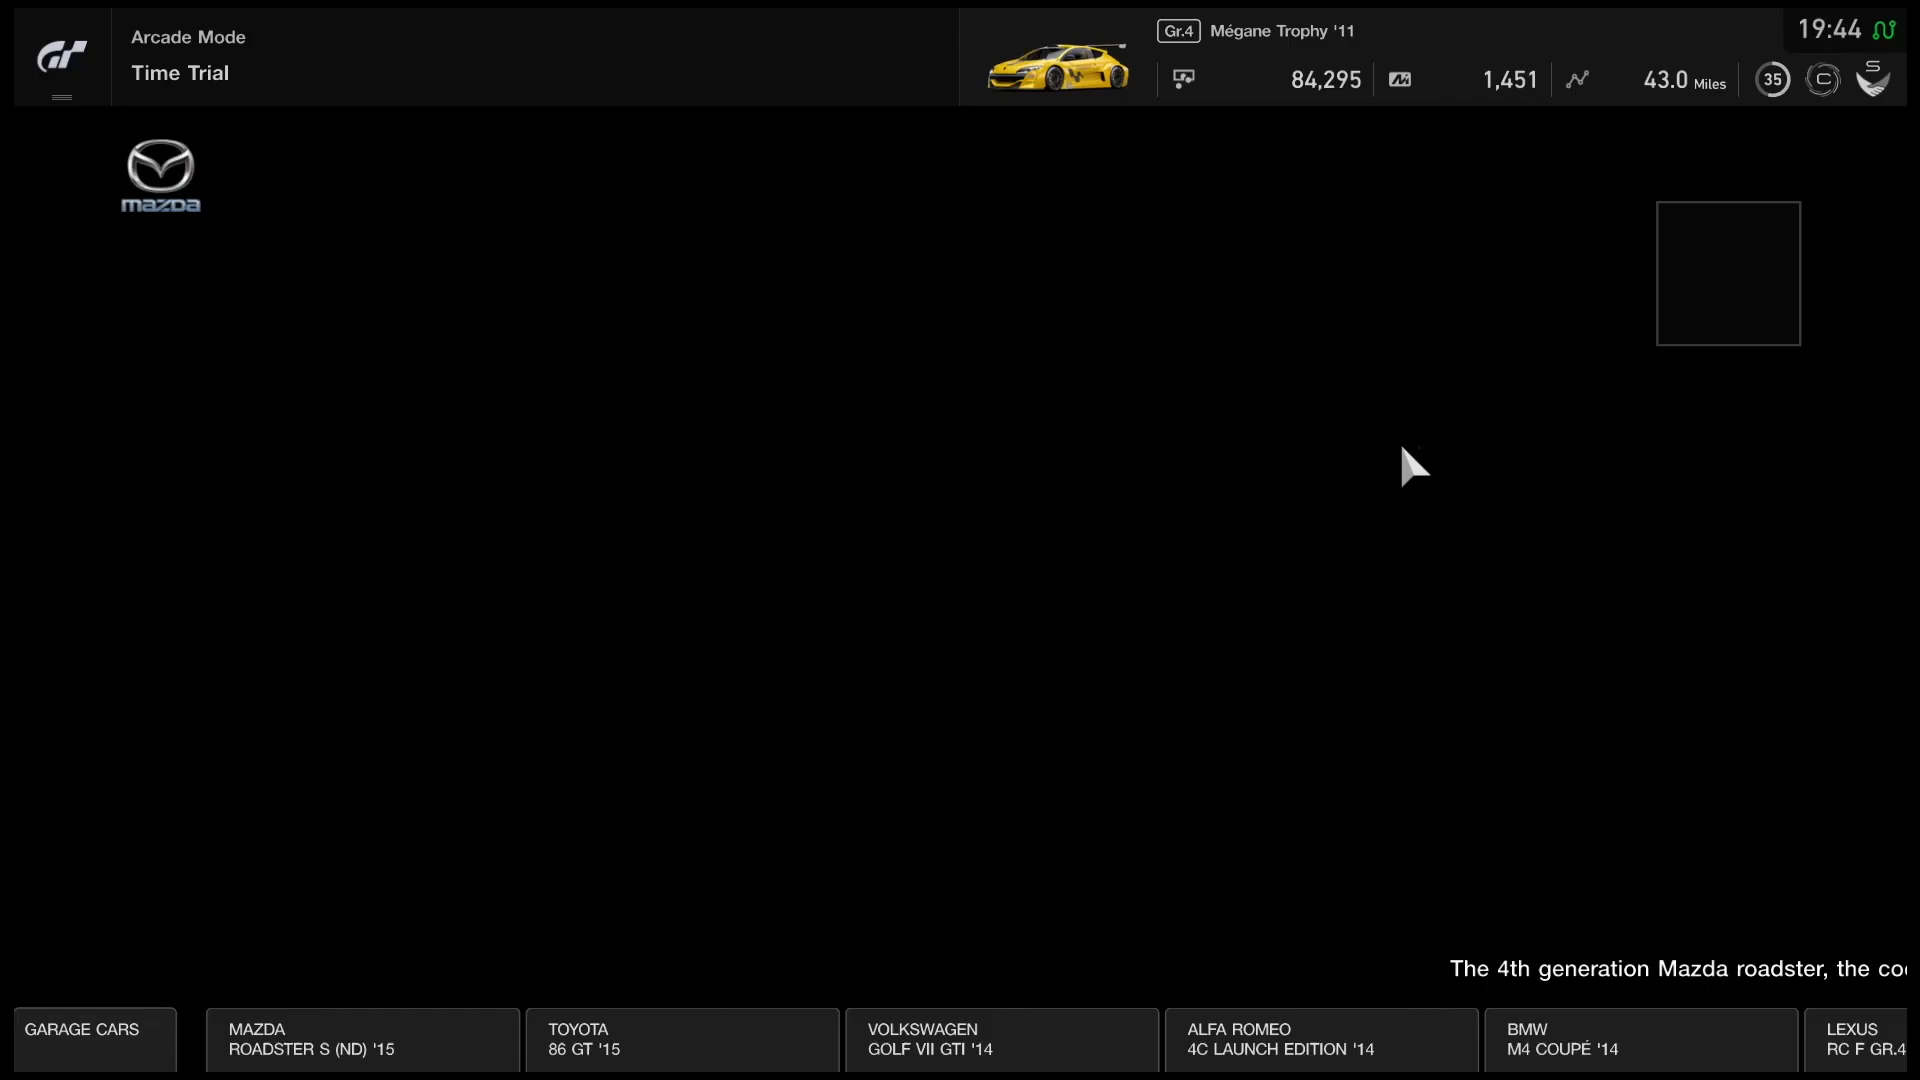 Arcade Mode
Time Trial
Gr.4 Mégane Trophy '11
84,295
1,451
43.0 Miles
19:44
35
C
S
mazda
The 4th generation Mazda roadster, the
GARAGE CARS
MAZDA
ROADSTER S (ND) '15
TOYOTA
86 GT '15
VOLKSWAGEN
GOLF VII GTI '14
ALFA ROMEO
4C LAUNCH EDITION '14
BMW
M4 COUPÉ '14
LEXUS
RC F GR.4